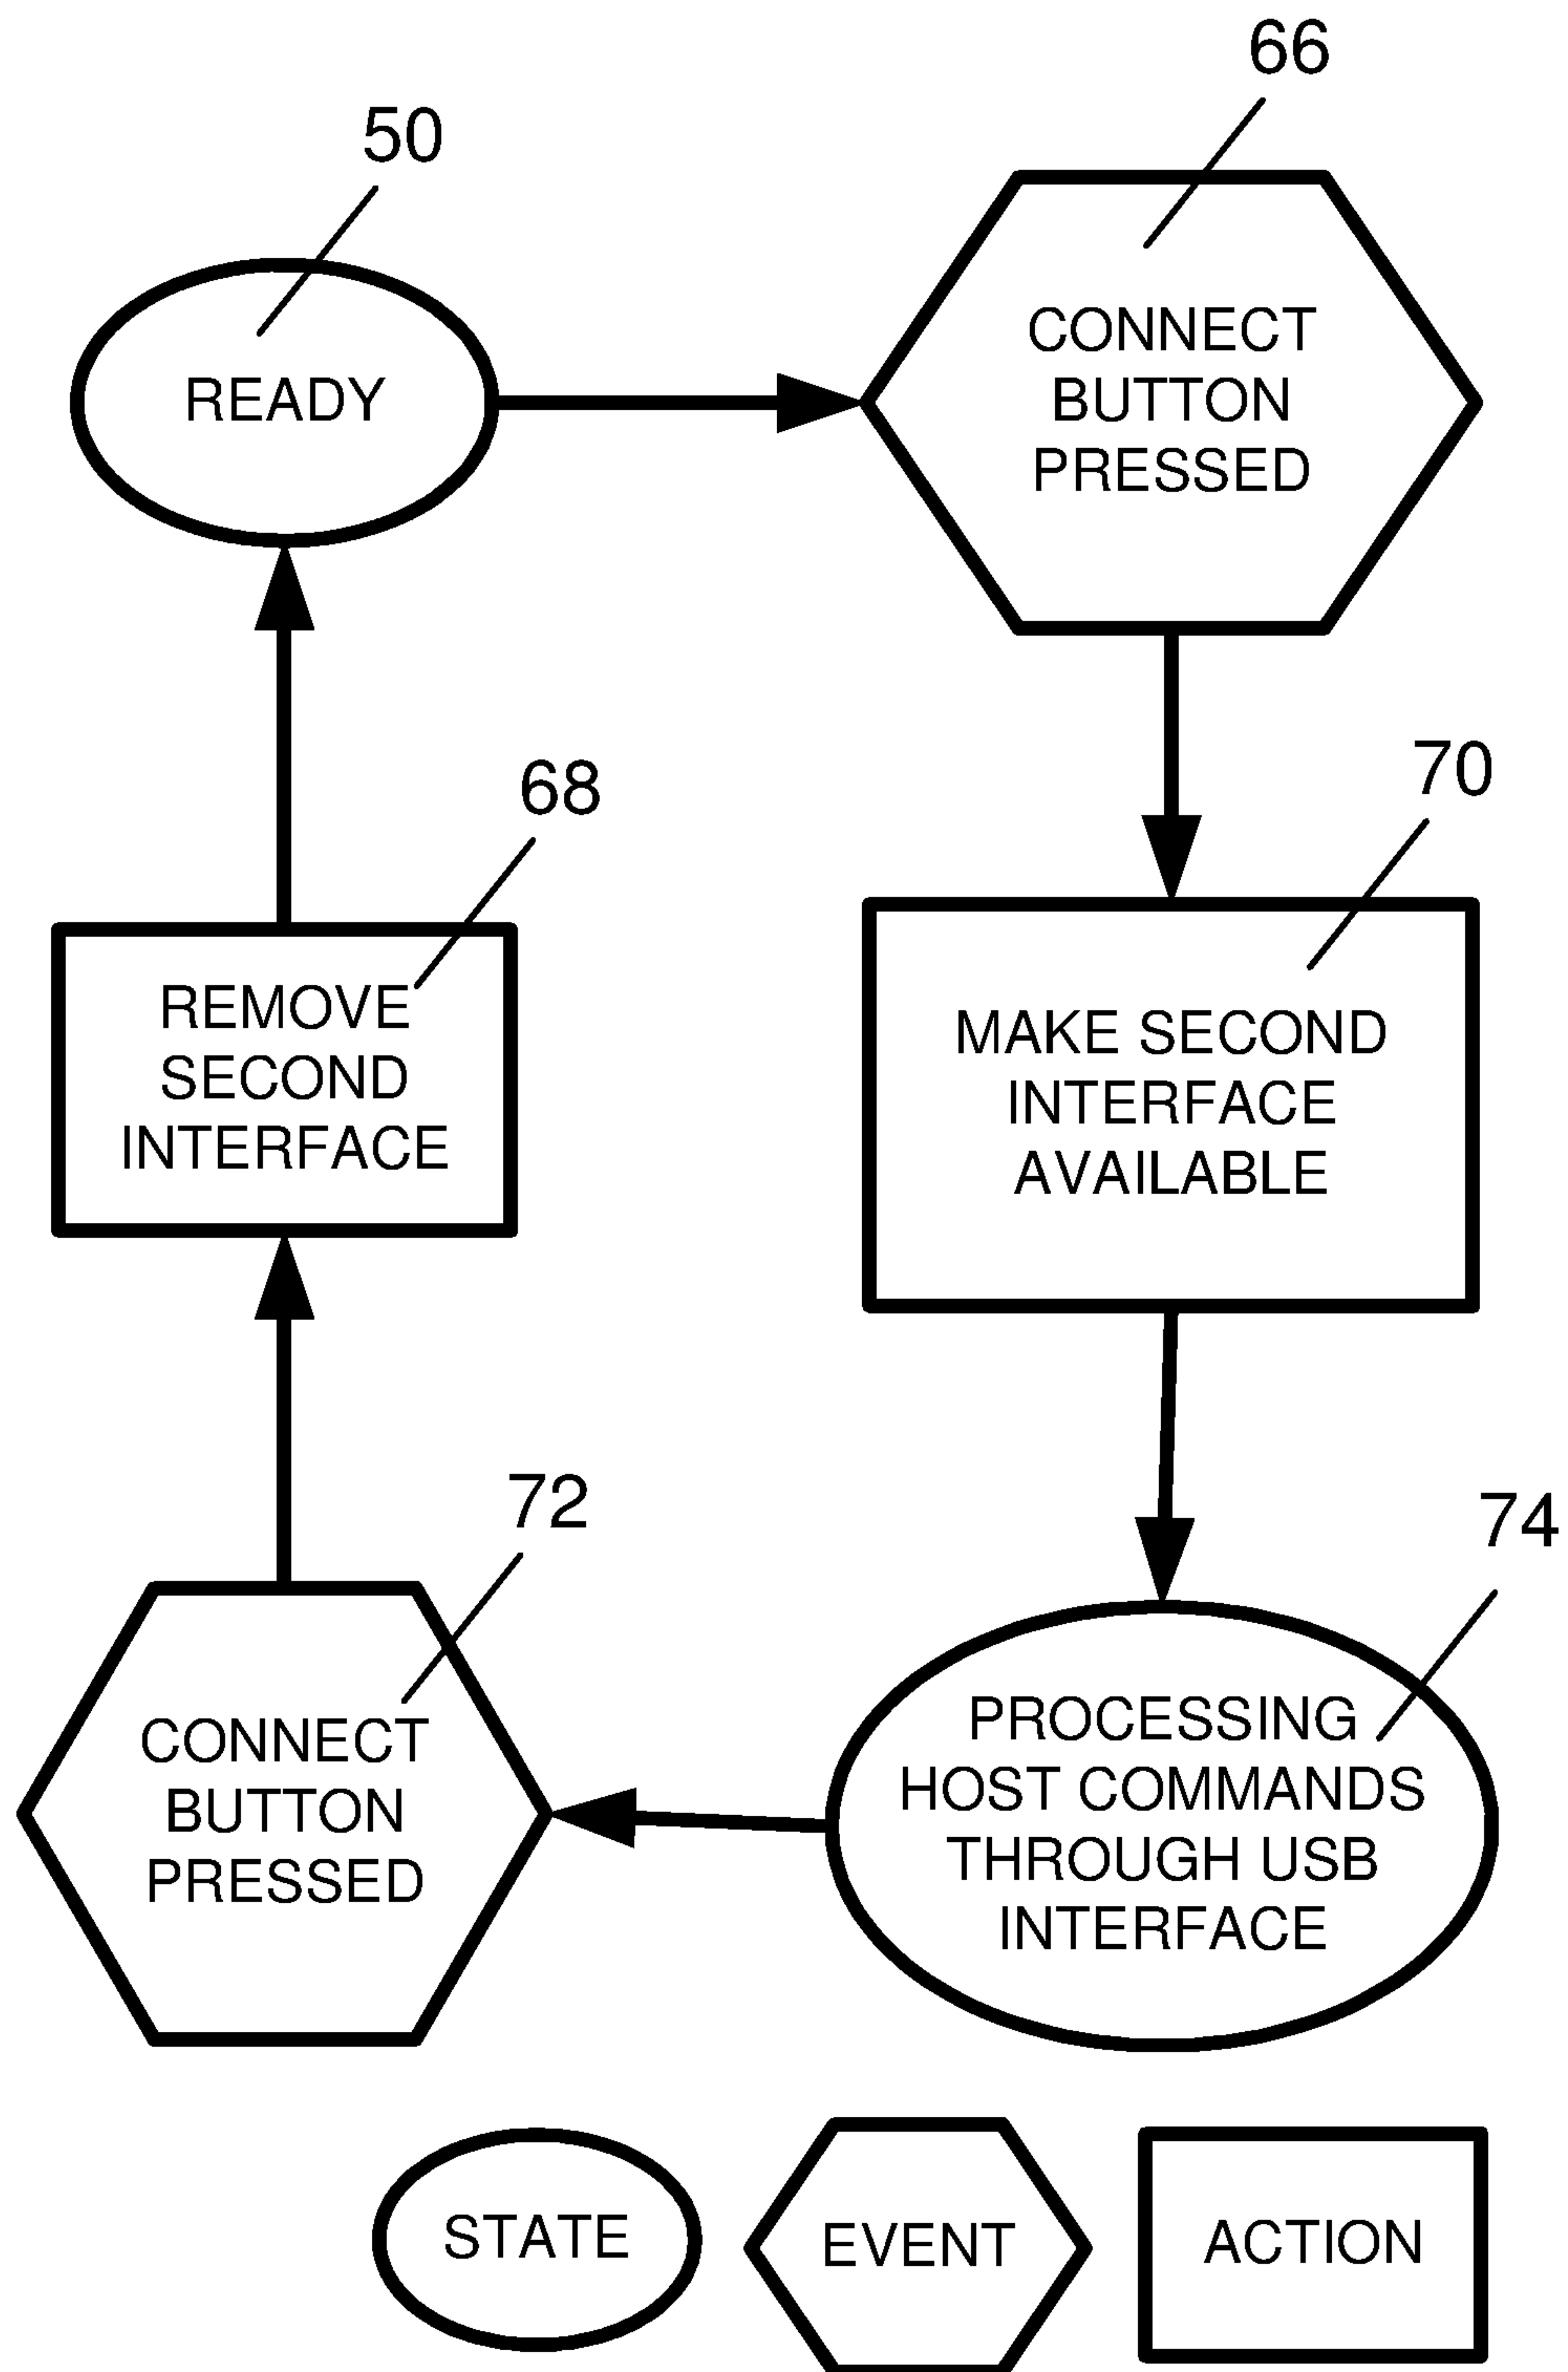 66
50
READY
CONNECT
BUTTON
PRESSED
68
70
REMOVE
SECOND
INTERFACE
MAKE SECOND
INTERFACE
AVAILABLE
72
74
CONNECT
BUTTON
PRESSED
PROCESSING
HOST COMMANDS
THROUGH USB
INTERFACE
STATE
EVENT
ACTION